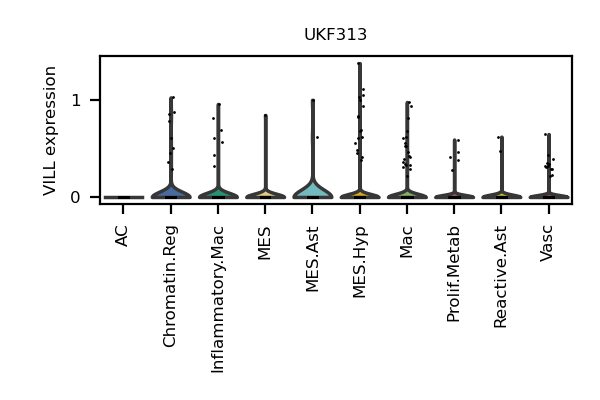 UKF313
VILL expression
1
0
AC
Chromatin.Reg
Inflammatory.Mac
MES
MES.Ast
MES.Hyp
Mac
Prolif.Metab
Reactive.Ast
Vasc